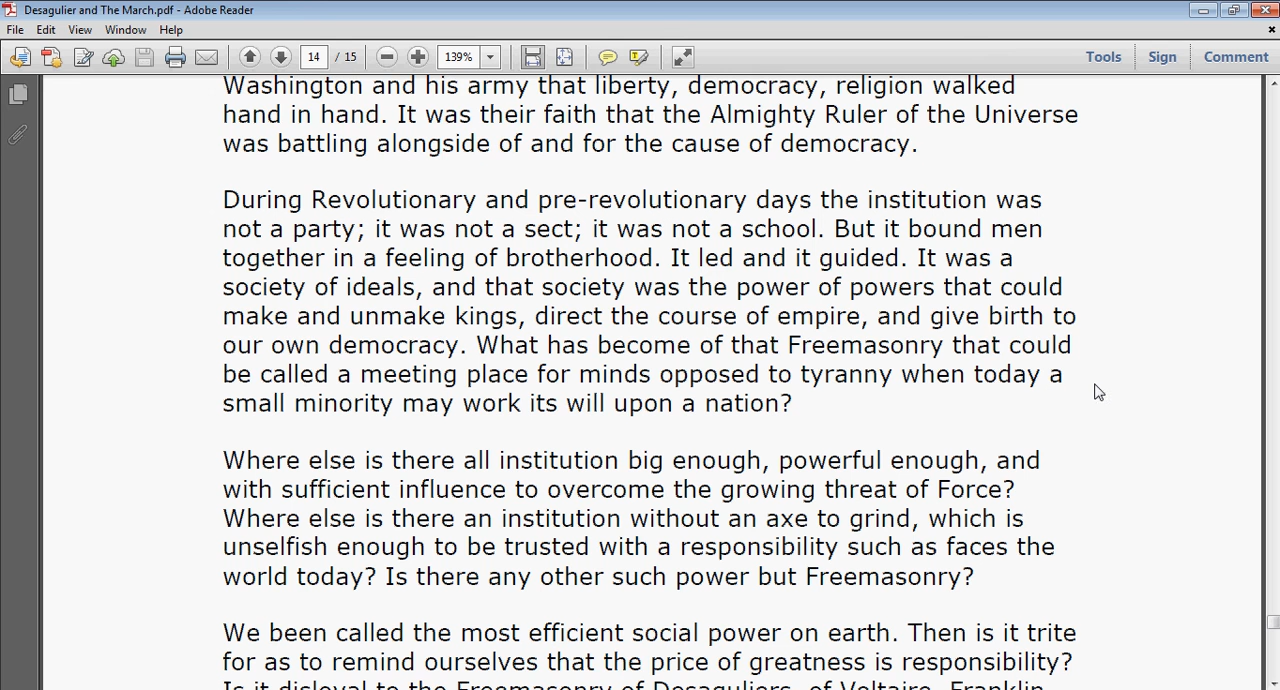 Desagulier and The March.pdf - Adobe Reader
File Edit View Window Help
14 / 15 139% Tools Sign Comment
Washington and his army that liberty, democracy, religion walked
hand in hand. It was their faith that the Almighty Ruler of the Universe
was battling alongside of and for the cause of democracy.
During Revolutionary and pre-revolutionary days the institution was
not a party; it was not a sect; it was not a school. But it bound men
together in a feeling of brotherhood. It led and it guided. It was a
society of ideals, and that society was the power of powers that could
make and unmake kings, direct the course of empire, and give birth to
our own democracy. What has become of that Freemasonry that could
be called a meeting place for minds opposed to tyranny when today a
small minority may work its will upon a nation?
Where else is there all institution big enough, powerful enough, and
with sufficient influence to overcome the growing threat of Force?
Where else is there an institution without an axe to grind, which is
unselfish enough to be trusted with a responsibility such as faces the
world today? Is there any other such power but Freemasonry?
We been called the most efficient social power on earth. Then is it trite
for as to remind ourselves that the price of greatness is responsibility?
Is it disloyal to the Freemasonry of Desaguliers, of Voltaire, Franklin,